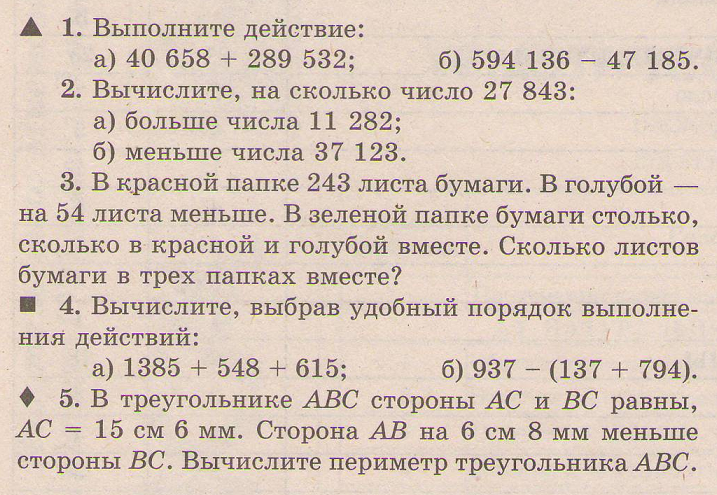 ▲ 1. Выполните действие:
а) 40 658 + 289 532; б) 594 136 − 47 185.
2. Вычислите, на сколько число 27 843:
а) больше числа 11 282;
б) меньше числа 37 123.
3. В красной папке 243 листа бумаги. В голубой —
на 54 листа меньше. В зеленой папке бумаги столько,
сколько в красной и голубой вместе. Сколько листов
бумаги в трех папках вместе?
■ 4. Вычислите, выбрав удобный порядок выполне-
ния действий:
а) 1385 + 548 + 615; б) 937 − (137 + 794).
♦ 5. В треугольнике ABC стороны AC и BC равны,
AC = 15 см 6 мм. Сторона AB на 6 см 8 мм меньше
стороны BC. Вычислите периметр треугольника ABC.